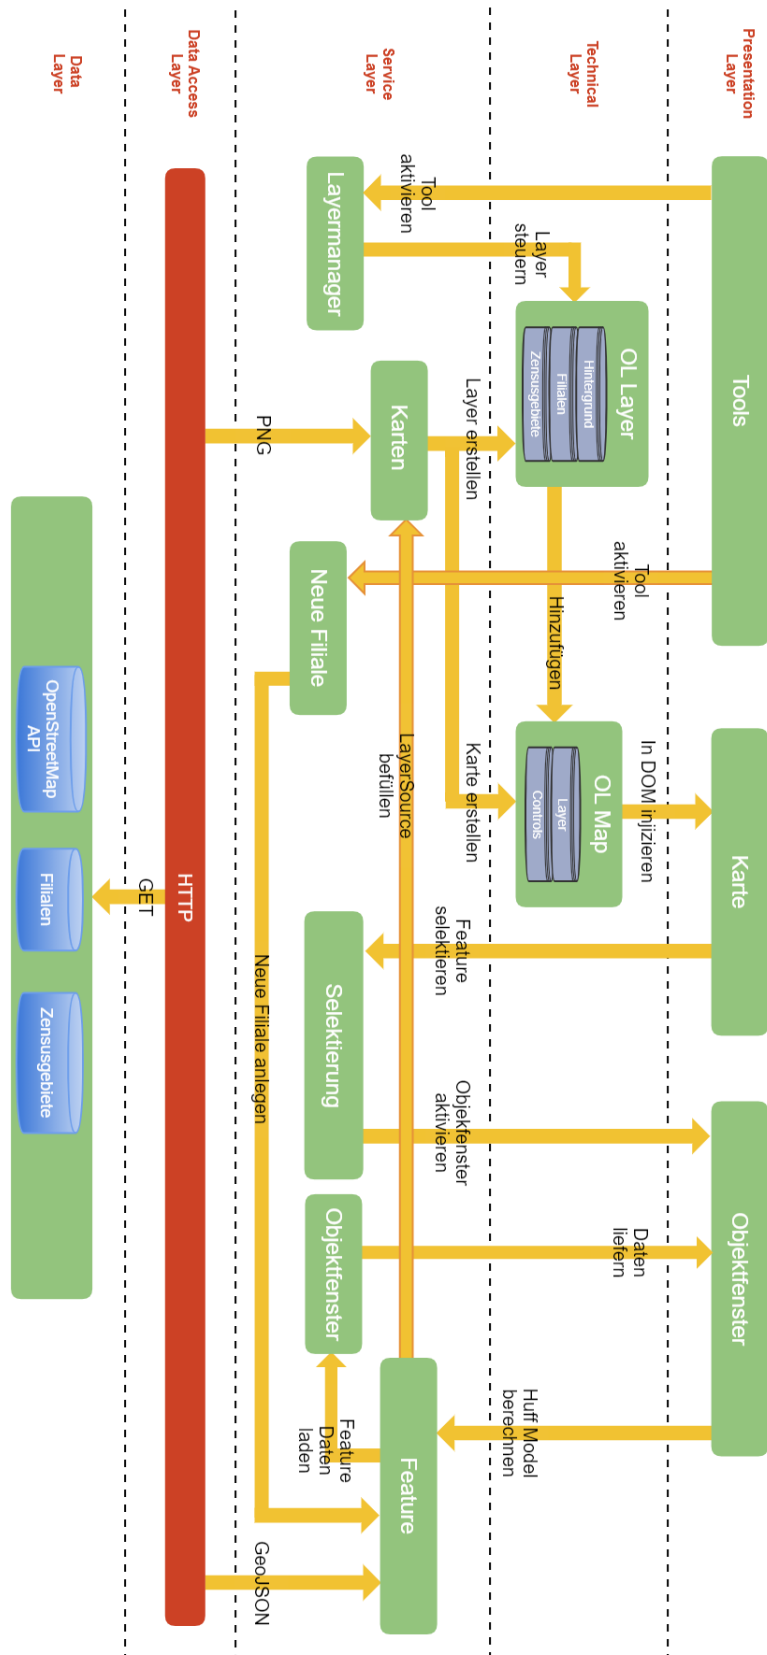 Presentation
Layer
Tools
Karte
Objektfenster
Technical
Layer
Tool
aktivieren
In DOM injizieren
Daten
liefern
OL Layer
Hintergrund
Filialen
Zensusgebiete
Hinzufügen
OL Map
Layer
Controls
Huff Model
berechnen
Layer
steuern
Layer erstellen
Karte erstellen
Feature
selektieren
Objekfenster
aktivieren
Service
Layer
Tool
aktivieren
Layermanager
Karten
Neue Filiale
LayerSource
befüllen
Selektierung
Objektfenster
Feature
Feature
Daten
laden
PNG
Neue Filiale anlegen
GeoJSON
Data Access
Layer
HTTP
GET
Data
Layer
OpenStreetMap
API
Filialen
Zensusgebiete